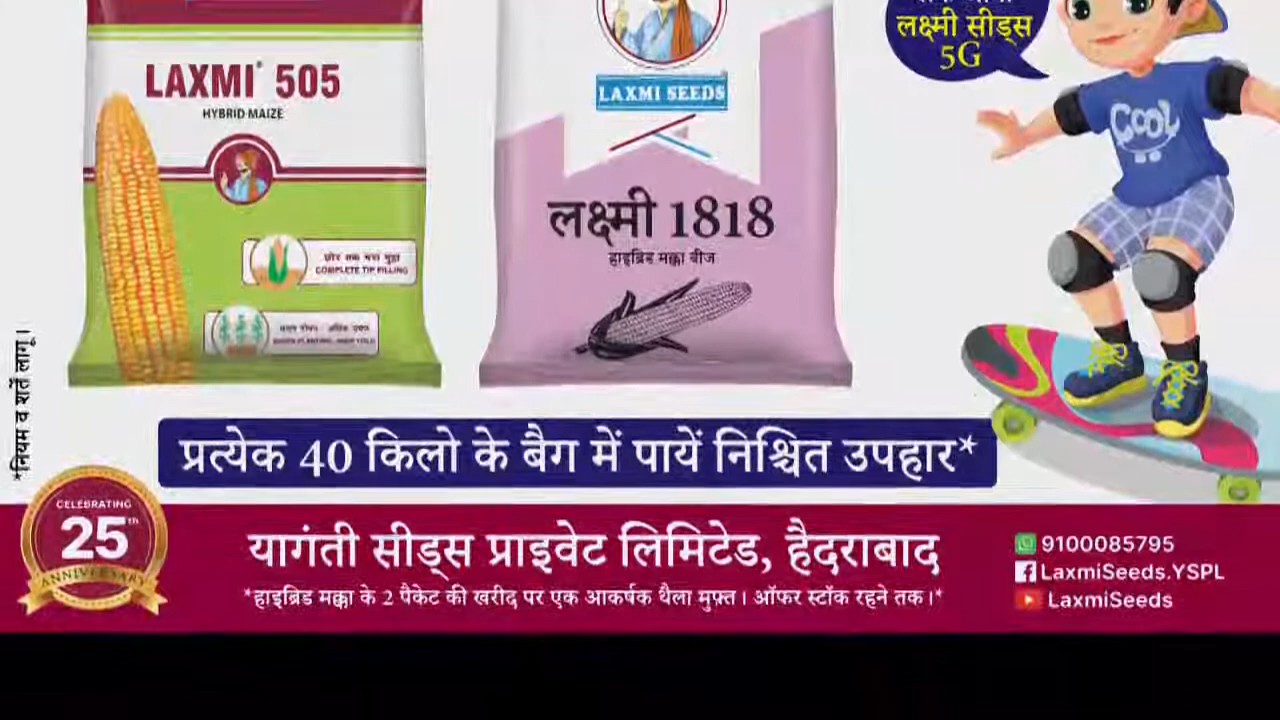 लक्ष्मी सीड्स
5G
LAXMI® 505
HYBRID MAIZE
LAXMI SEEDS
COOL
लक्ष्मी 1818
हाइब्रिड मक्का बीज
छोर तक भरा भुट्टा
COMPLETE TIP FILLING
*नियम व शर्तें लागू।
प्रत्येक 40 किलो के बैग में पायें निश्चित उपहार*
CELEBRATING
25th
ANNIVERSARY
यागंती सीड्स प्राइवेट लिमिटेड, हैदराबाद
*हाइब्रिड मक्का के 2 पैकेट की खरीद पर एक आकर्षक थैला मुफ़्त। ऑफर स्टॉक रहने तक।*
9100085795
LaxmiSeeds.YSPL
LaxmiSeeds